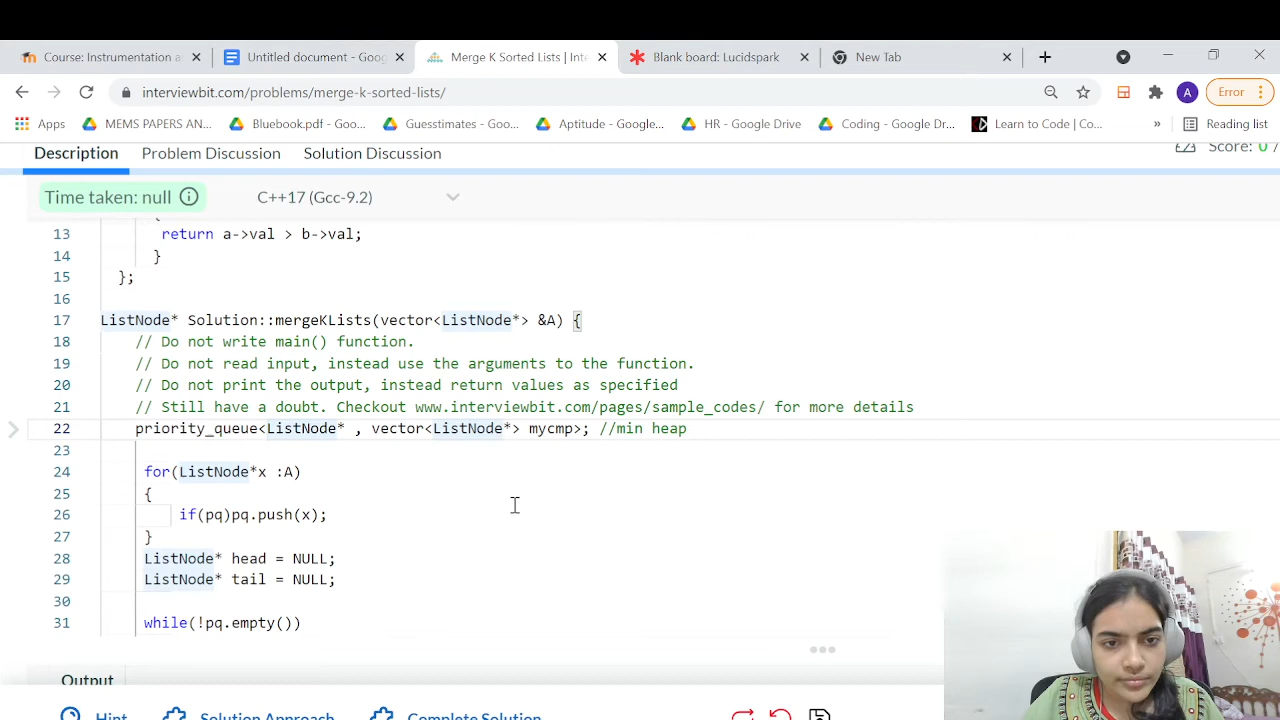 Course: Instrumentation a
Untitled document - Goog
Merge K Sorted Lists | Inte
Blank board: Lucidspark
New Tab
interviewbit.com/problems/merge-k-sorted-lists/
A
Error
Apps
MEMS PAPERS AN...
Bluebook.pdf - Goo...
Guesstimates - Goo...
Aptitude - Google...
HR - Google Drive
Coding - Google Dr...
Learn to Code | Co...
»
Reading list
Description
Problem Discussion
Solution Discussion
Score: 0 /
Time taken: null
C++17 (Gcc-9.2)
{
13 return a->val > b->val;
14 }
15 };
16
17 ListNode* Solution::mergeKLists(vector<ListNode*> &A) {
18 // Do not write main() function.
19 // Do not read input, instead use the arguments to the function.
20 // Do not print the output, instead return values as specified
21 // Still have a doubt. Checkout www.interviewbit.com/pages/sample_codes/ for more details
22 priority_queue<ListNode* , vector<ListNode*> mycmp>; //min heap
23
24 for(ListNode*x :A)
25 {
26 if(pq)pq.push(x);
27 }
28 ListNode* head = NULL;
29 ListNode* tail = NULL;
30
31 while(!pq.empty())
Output
Hint
Solution Approach
Complete Solution